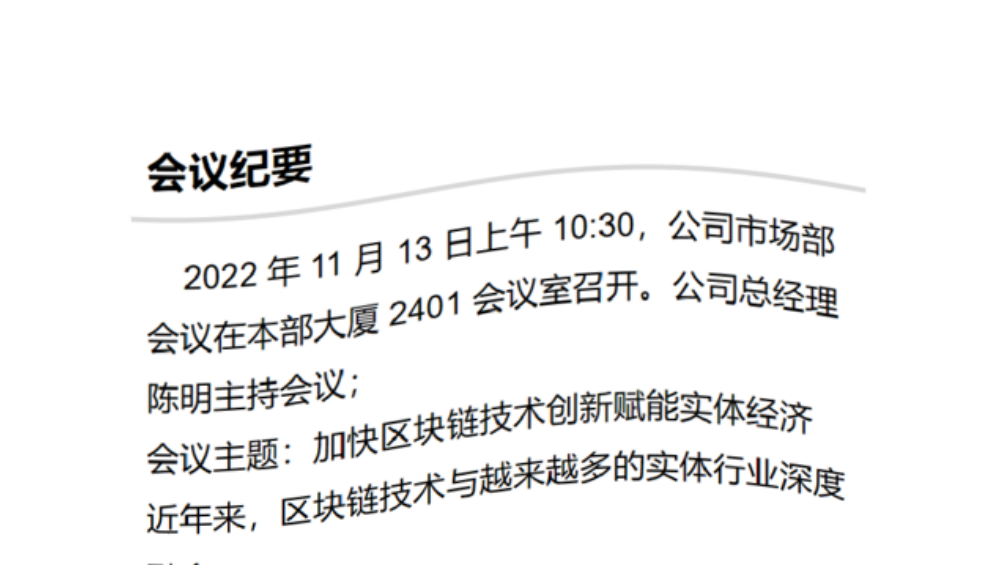 会议纪要
2022 年 11 月 13 日上午 10:30，公司市场部
会议在本部大厦 2401 会议室召开。公司总经理
陈明主持会议；
会议主题：加快区块链技术创新赋能实体经济
近年来，区块链技术与越来越多的实体行业深度